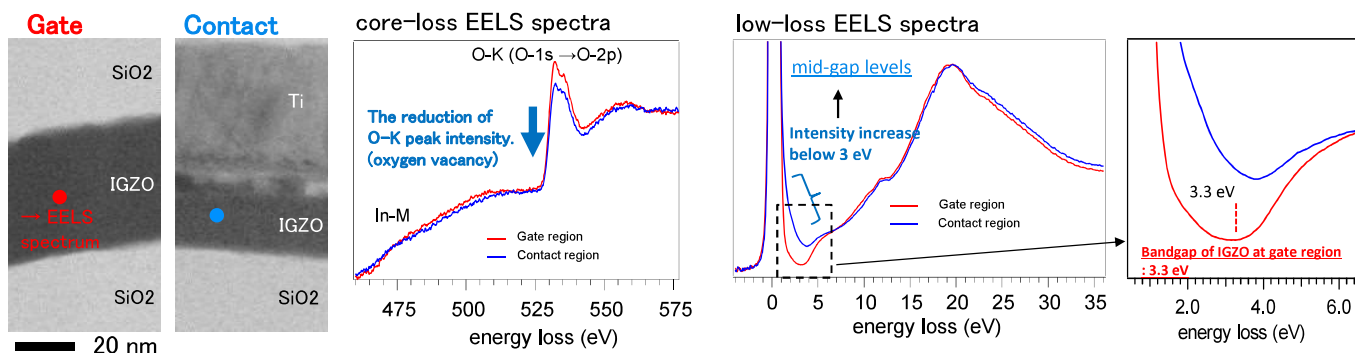 Gate
Contact
SiO2
Ti
IGZO
→ EELS
spectrum
IGZO
SiO2
SiO2
20 nm
core-loss EELS spectra
O-K (O-1s →O-2p)
The reduction of
O-K peak intensity.
(oxygen vacancy)
In-M
Gate region
Contact region
475 500 525 550 575
energy loss (eV)
low-loss EELS spectra
mid-gap levels
Intensity increase
below 3 eV
Gate region
Contact region
0 5 10 15 20 25 30 35
energy loss (eV)
3.3 eV
Bandgap of IGZO at gate region
: 3.3 eV
2.0 4.0 6.0
energy loss (eV)